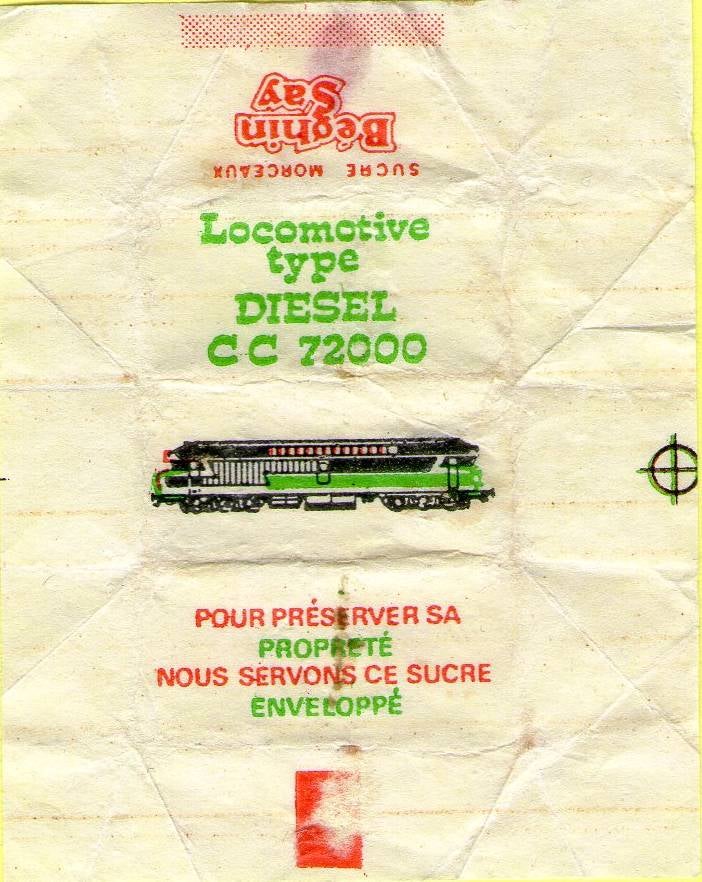 Béghin
Say
SUCRE MORCEAUX
Locomotive
type
DIESEL
CC 72000
POUR PRÉSERVER SA
PROPRETÉ
NOUS SERVONS CE SUCRE
ENVELOPPÉ